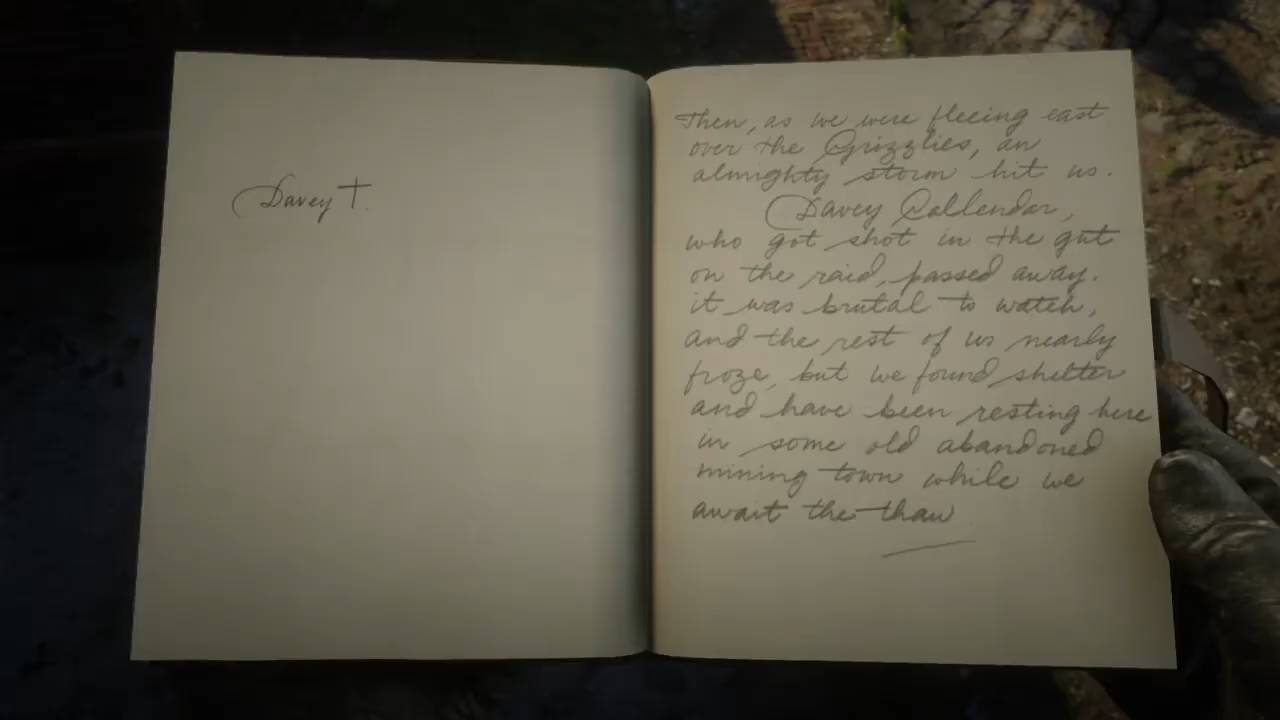 Davey T.
Then, as we were fleeing east
over the Grizzlies, an
almighty storm hit us.
Davey Callendar,
who got shot in the gut
on the raid, passed away.
it was brutal to watch,
and the rest of us nearly
froze, but we found shelter
and have been resting here
in some old abandoned
mining town while we
await the thaw